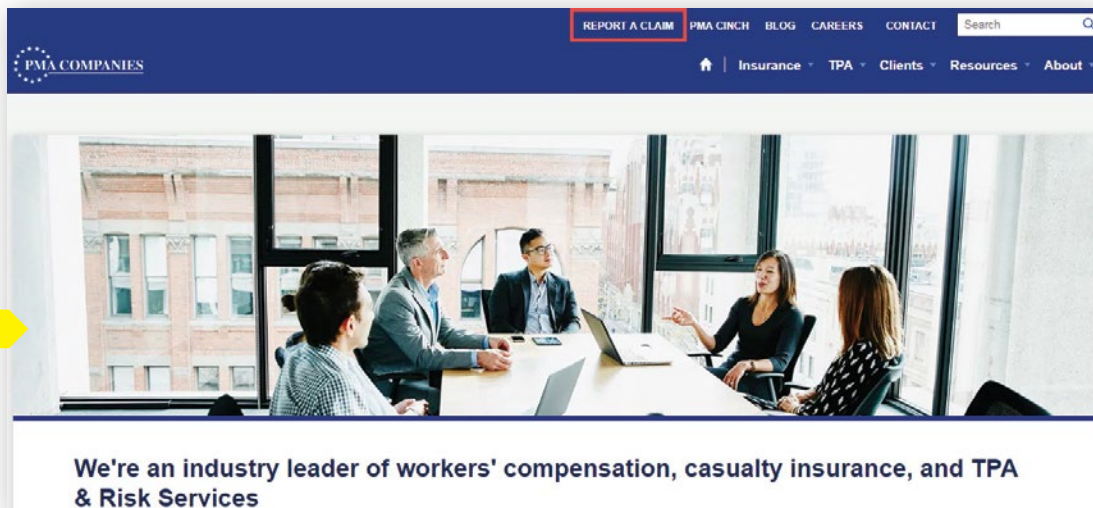 REPORT A CLAIM PMA CINCH BLOG CAREERS CONTACT Search
PMA COMPANIES
Insurance TPA Clients Resources About
We're an industry leader of workers' compensation, casualty insurance, and TPA
& Risk Services